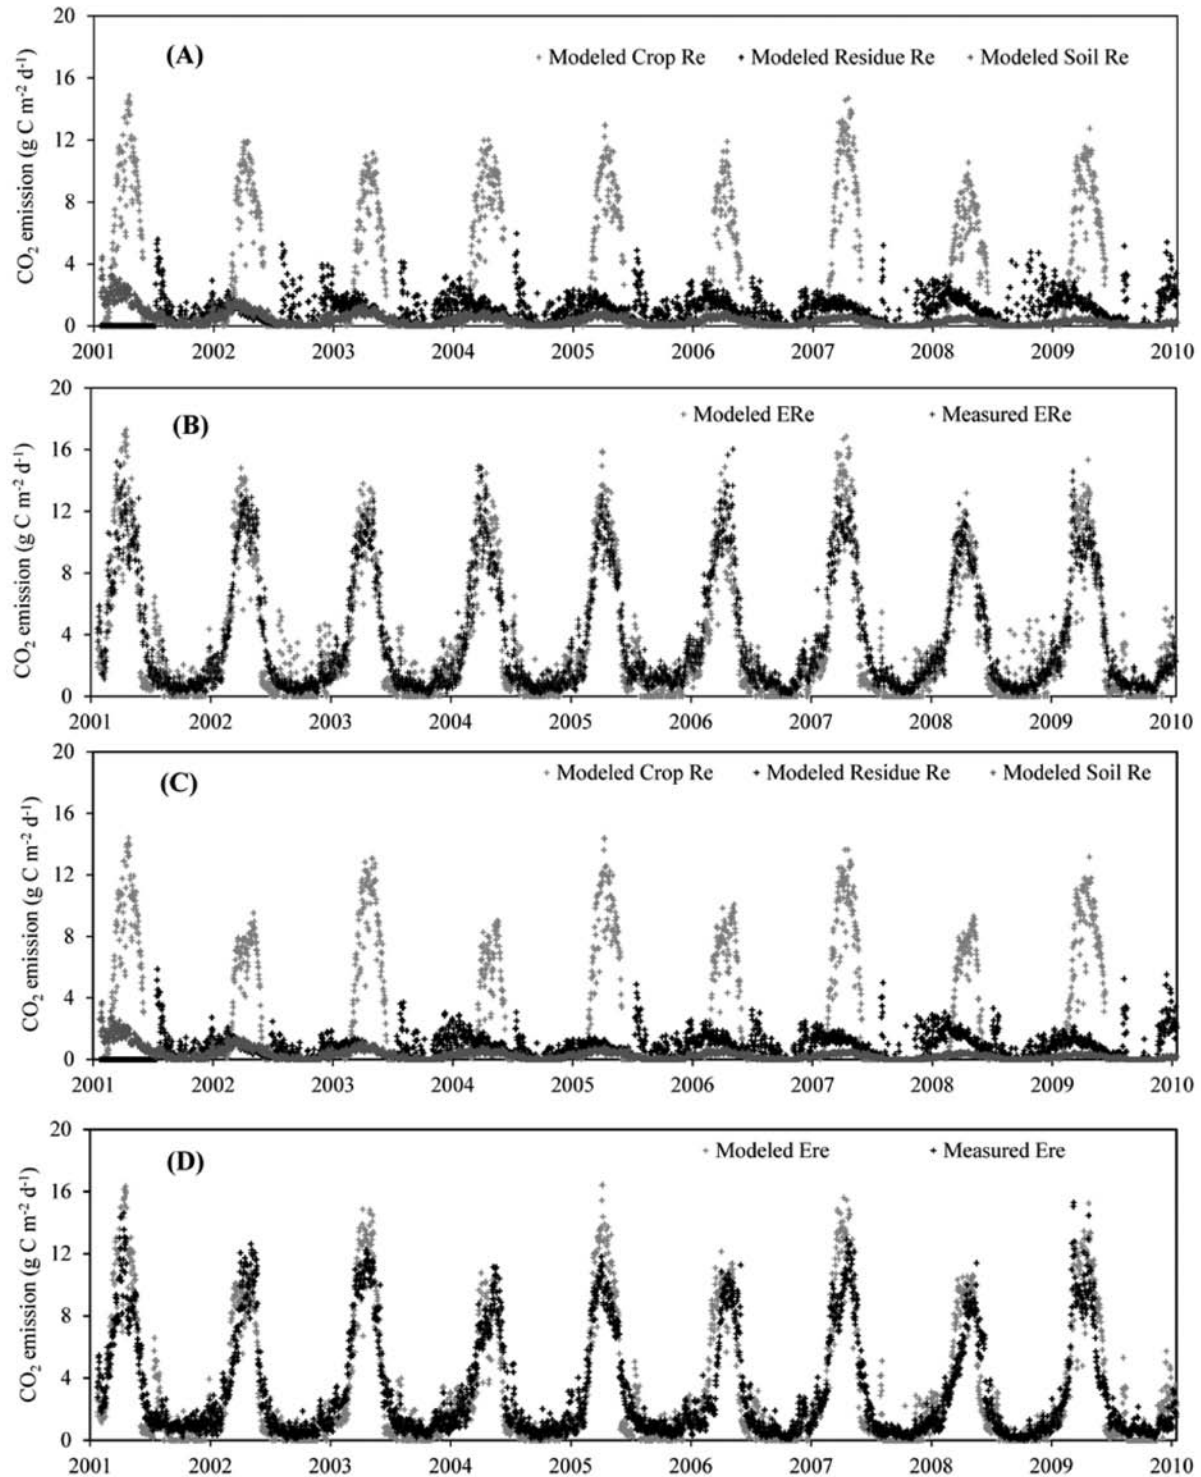 20
(A)
Modeled Crop Re Modeled Residue Re Modeled Soil Re
16
12
8
4
0
CO2 emission (g C m-2 d-1)
2001 2002 2003 2004 2005 2006 2007 2008 2009 2010
20
(B)
Modeled ERe Measured ERe
16
12
8
4
0
CO2 emission (g C m-2 d-1)
2001 2002 2003 2004 2005 2006 2007 2008 2009 2010
20
(C)
Modeled Crop Re Modeled Residue Re Modeled Soil Re
16
12
8
4
0
CO2 emission (g C m-2 d-1)
2001 2002 2003 2004 2005 2006 2007 2008 2009 2010
20
(D)
Modeled Ere Measured Ere
16
12
8
4
0
CO2 emission (g C m-2 d-1)
2001 2002 2003 2004 2005 2006 2007 2008 2009 2010